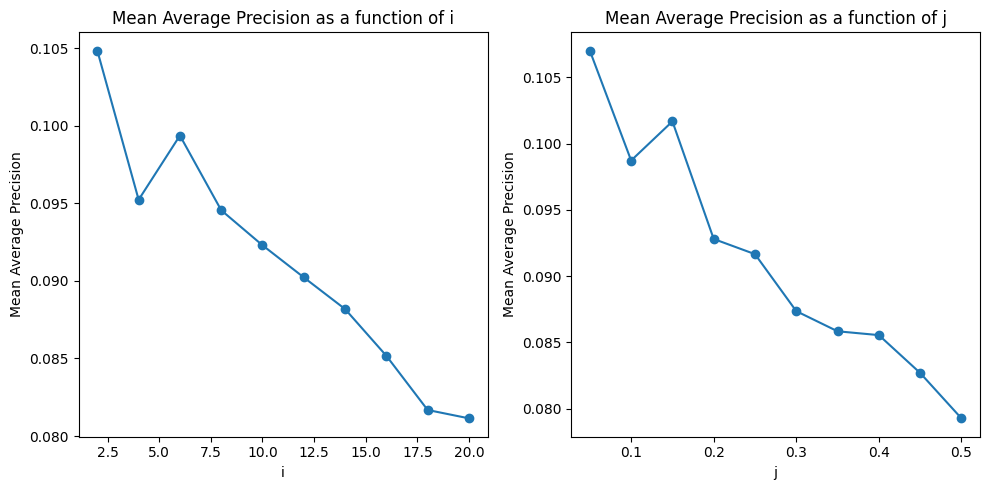 Mean Average Precision as a function of i
Mean Average Precision
0.105
0.100
0.095
0.090
0.085
0.080
2.5 5.0 7.5 10.0 12.5 15.0 17.5 20.0
i
Mean Average Precision as a function of j
Mean Average Precision
0.105
0.100
0.095
0.090
0.085
0.080
0.1 0.2 0.3 0.4 0.5
j